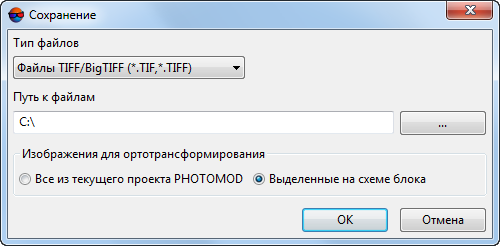 Сохранение
Тип файлов
Файлы TIFF/BigTIFF (*.TIF,*.TIFF)
Путь к файлам
C:\
...
Изображения для ортотрансформирования
Все из текущего проекта PHOTOMOD
Выделенные на схеме блока
OK
Отмена